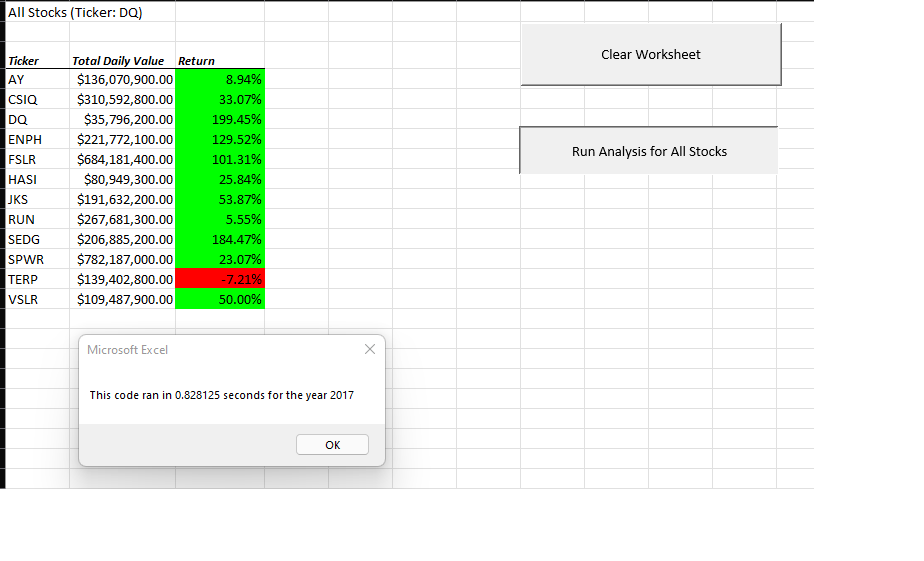 All Stocks (Ticker: DQ)
Clear Worksheet
Ticker Total Daily Value Return
AY $136,070,900.00 8.94%
CSIQ $310,592,800.00 33.07%
DQ $35,796,200.00 199.45%
ENPH $221,772,100.00 129.52%
FSLR $684,181,400.00 101.31%
Run Analysis for All Stocks
HASI $80,949,300.00 25.84%
JKS $191,632,200.00 53.87%
RUN $267,681,300.00 5.55%
SEDG $206,885,200.00 184.47%
SPWR $782,187,000.00 23.07%
TERP $139,402,800.00 -7.21%
VSLR $109,487,900.00 50.00%
Microsoft Excel
This code ran in 0.828125 seconds for the year 2017
OK